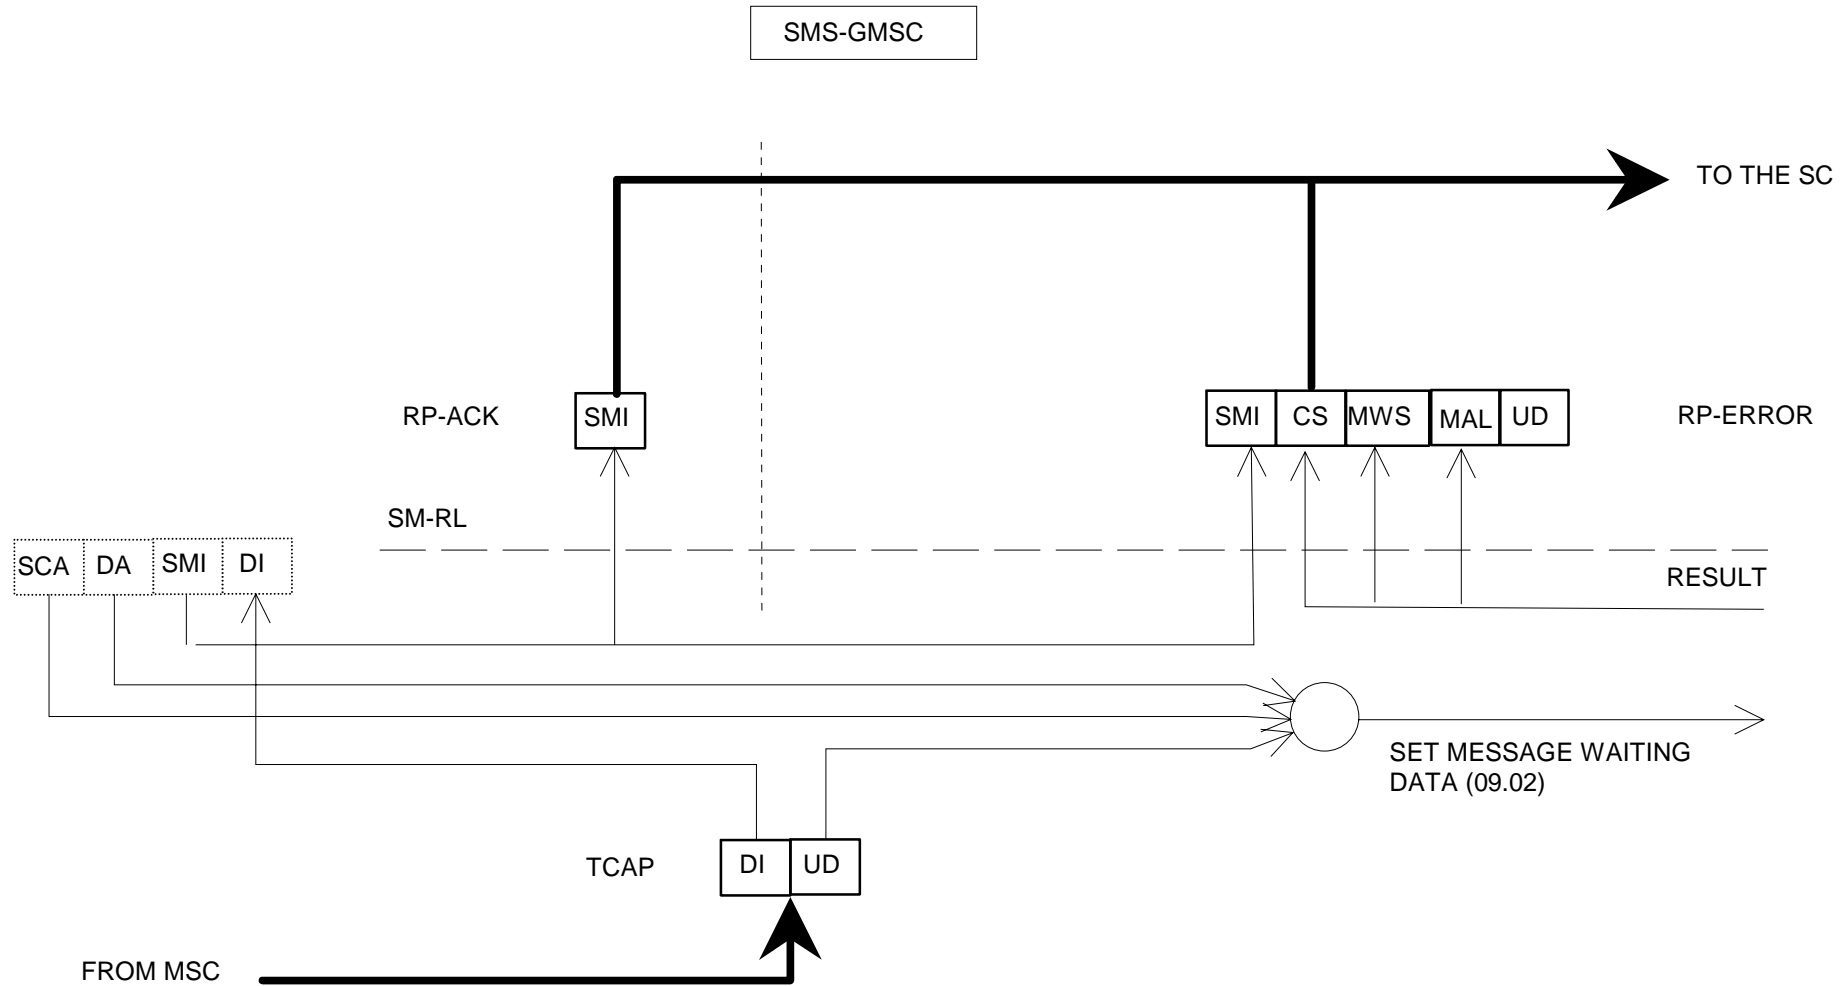 SMS-GMSC
TO THE SC
RP-ACK
SMI
SMI CS MWS MAL UD
RP-ERROR
SM-RL
SCA DA SMI DI
RESULT
SET MESSAGE WAITING
DATA (09.02)
TCAP
DI UD
FROM MSC